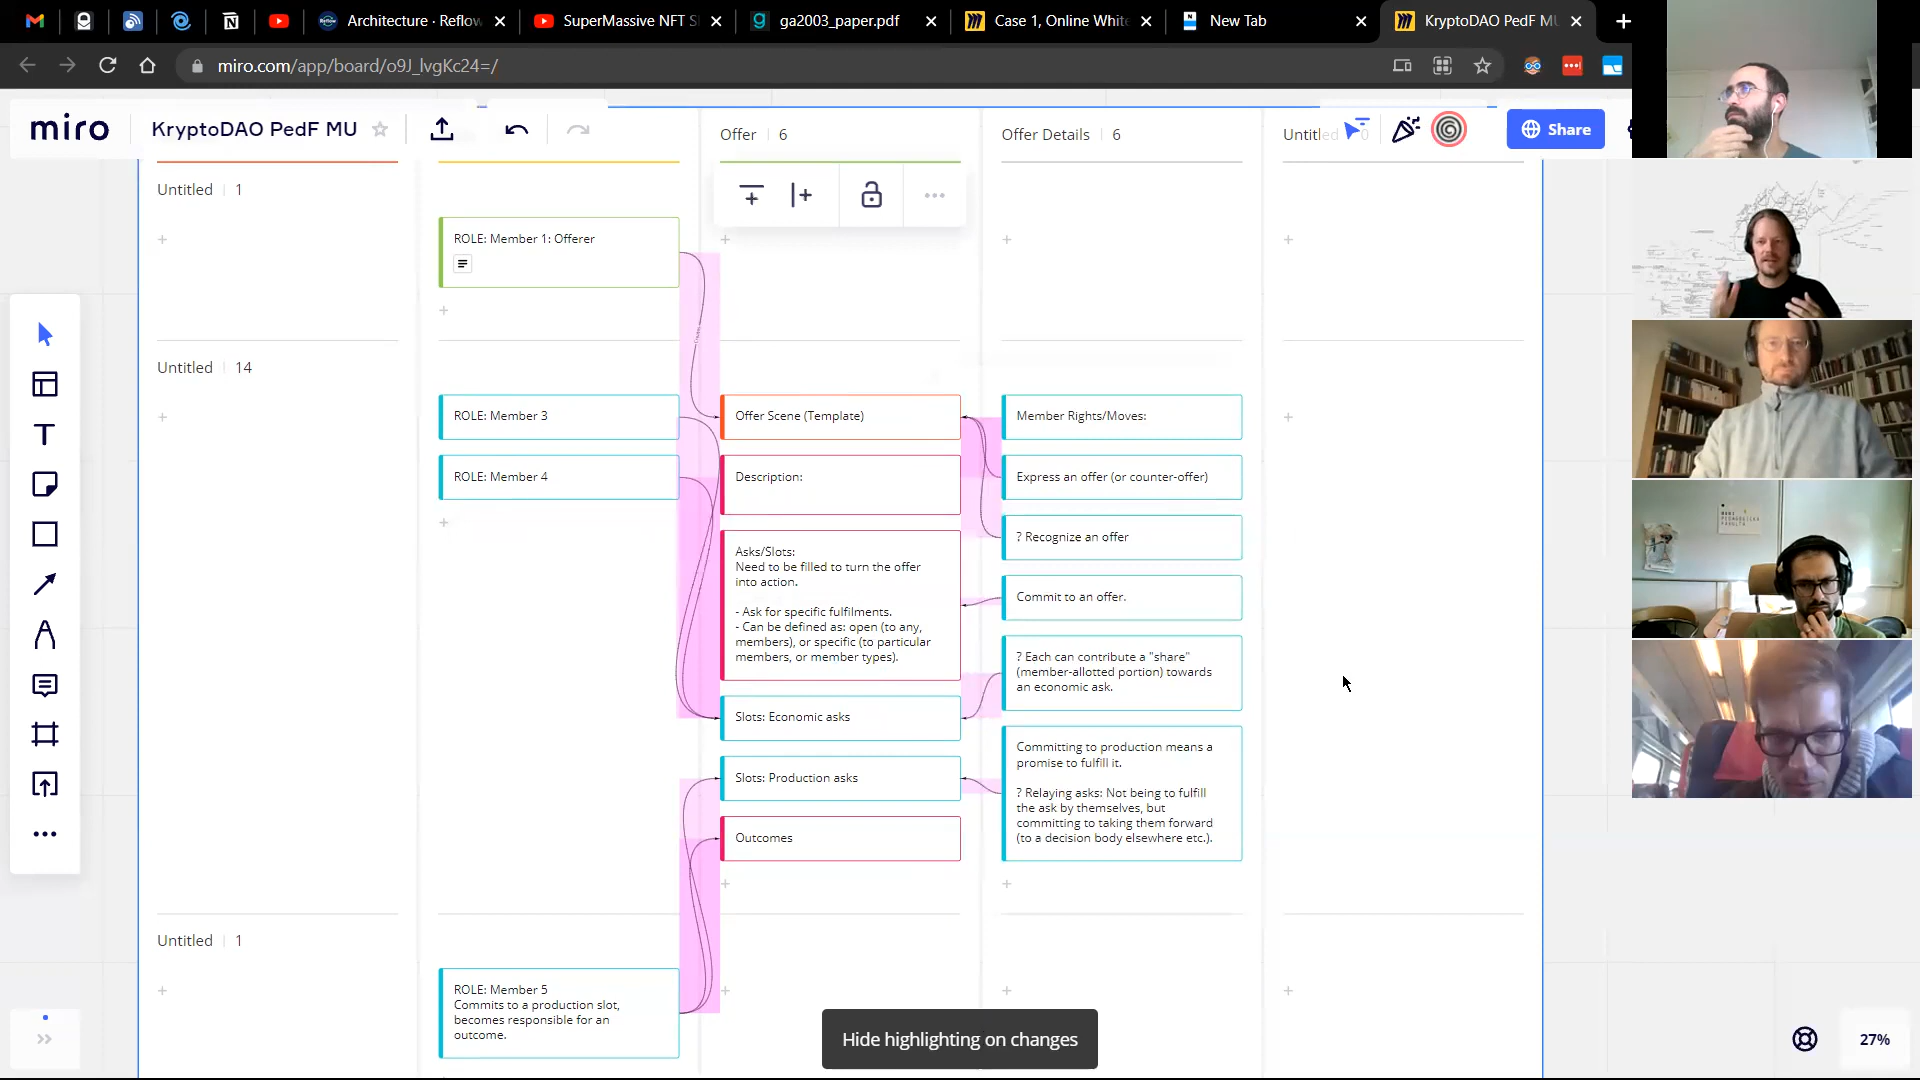 Architecture · Reflow
SuperMassive NFT S
ga2003_paper.pdf
Case 1, Online White
New Tab
KryptoDAO PedF MU
miro.com/app/board/o9J_lvgKc24=/
miro
KryptoDAO PedF MU
Offer 6
Offer Details 6
Untitled 0
Share
Untitled 1
ROLE: Member 1: Offerer
Untitled 14
ROLE: Member 3
Offer Scene (Template)
Member Rights/Moves:
ROLE: Member 4
Description:
Express an offer (or counter-offer)
? Recognize an offer
Asks/Slots:
Need to be filled to turn the offer
into action.
- Ask for specific fulfilments.
- Can be defined as: open (to any,
members), or specific (to particular
members, or member types).
Commit to an offer.
? Each can contribute a "share"
(member-allotted portion) towards
an economic ask.
Slots: Economic asks
Committing to production means a
promise to fulfill it.
? Relaying asks: Not being to fulfill
the ask by themselves, but
committing to taking them forward
(to a decision body elsewhere etc.).
Slots: Production asks
Outcomes
Untitled 1
ROLE: Member 5
Commits to a production slot,
becomes responsible for an
outcome.
Hide highlighting on changes
27%